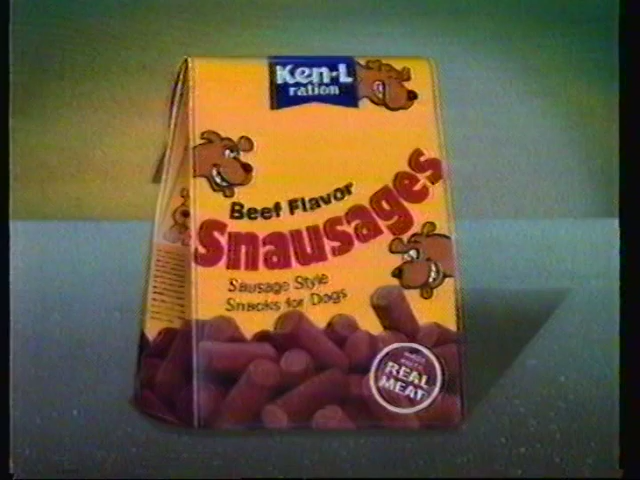 Ken-L
ration
Beef Flavor
Snausages
Sausage Style
Snacks for Dogs
REAL
MEAT